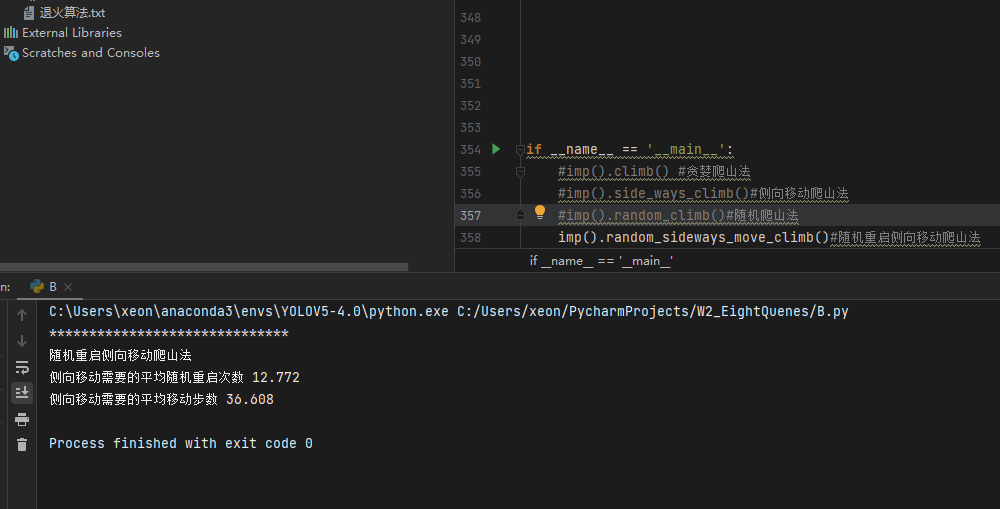 退火算法.txt
External Libraries
Scratches and Consoles
348
349
350
351
352
353
354 if __name__ == '__main__':
355 #imp().climb() #贪婪爬山法
356 #imp().side_ways_climb()#侧向移动爬山法
357 #imp().random_climb()#随机爬山法
358 imp().random_sideways_move_climb()#随机重启侧向移动爬山法
if __name__ == '__main__'
n: B
C:\Users\xeon\anaconda3\envs\YOLOV5-4.0\python.exe C:/Users/xeon/PycharmProjects/W2_EightQuenes/B.py
******************************
随机重启侧向移动爬山法
侧向移动需要的平均随机重启次数 12.772
侧向移动需要的平均移动步数 36.608
Process finished with exit code 0